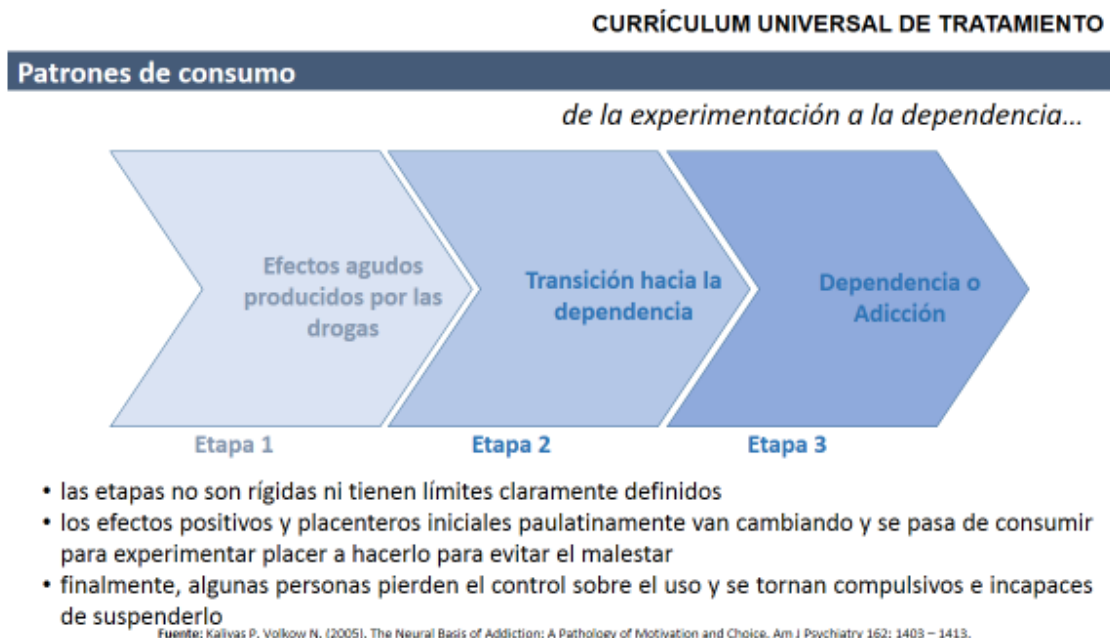 CURRÍCULUM UNIVERSAL DE TRATAMIENTO
Patrones de consumo
de la experimentación a la dependencia...
Efectos agudos
producidos por las
drogas
Transición hacia la
dependencia
Dependencia o
Adicción
Etapa 1
Etapa 2
Etapa 3
• las etapas no son rígidas ni tienen límites claramente definidos
• los efectos positivos y placenteros iniciales paulatinamente van cambiando y se pasa de consumir
para experimentar placer a hacerlo para evitar el malestar
• finalmente, algunas personas pierden el control sobre el uso y se tornan compulsivos e incapaces
de suspenderlo
Fuente: Kalivas P, Volkow N. (2005). The Neural Basis of Addiction: A Pathology of Motivation and Choice. Am J Psychiatry 162: 1403 – 1413.